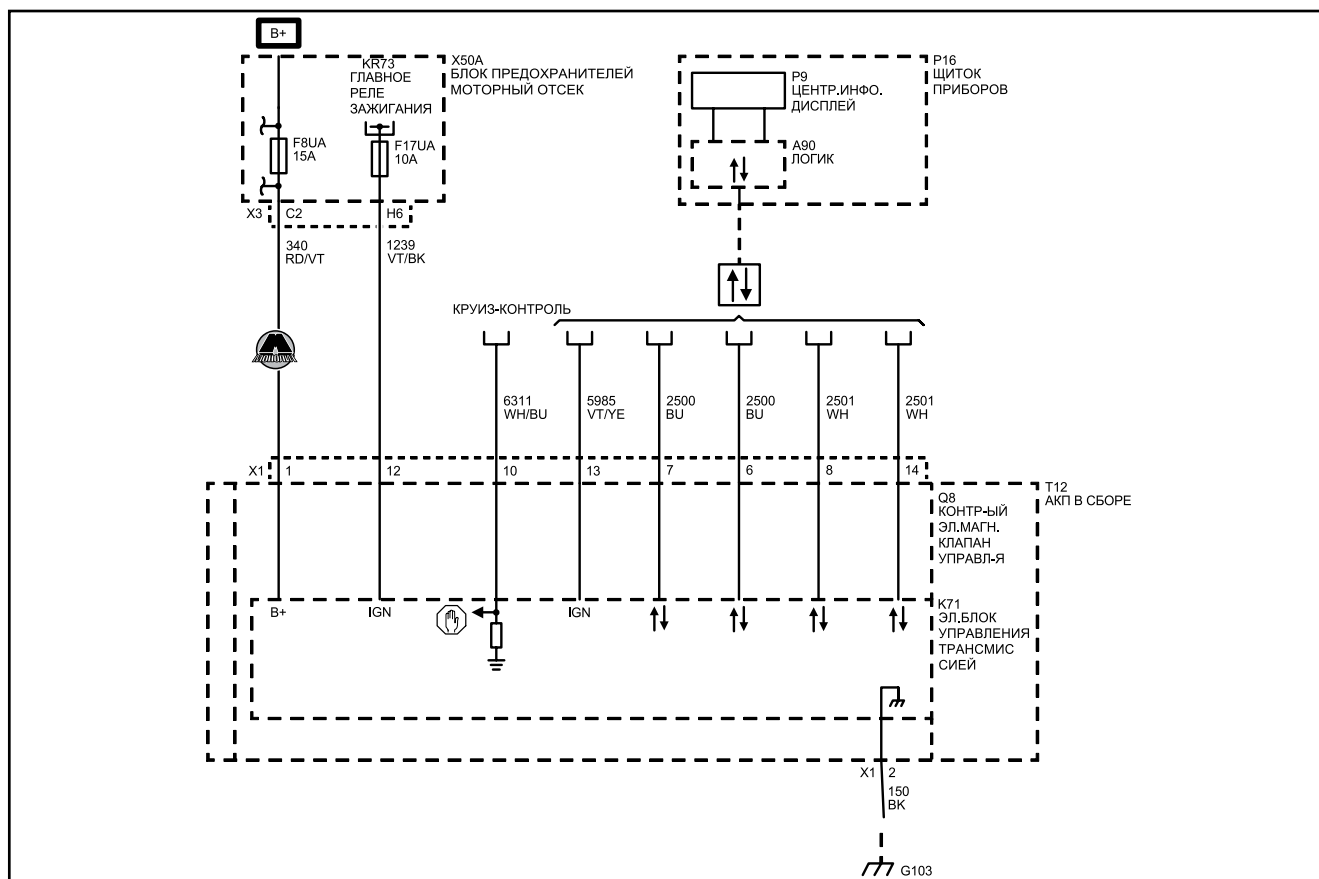 B+
KR73
ГЛАВНОЕ
РЕЛЕ
ЗАЖИГАНИЯ
X50A
БЛОК ПРЕДОХРАНИТЕЛЕЙ
МОТОРНЫЙ ОТСЕК
F8UA
15A
F17UA
10A
X3
C2
H6
340
RD/VT
1239
VT/BK
P9
ЦЕНТР.ИНФО.
ДИСПЛЕЙ
A90
ЛОГИК
P16
ЩИТОК
ПРИБОРОВ
КРУИЗ-КОНТРОЛЬ
6311
WH/BU
5985
VT/YE
2500
BU
2500
BU
2501
WH
2501
WH
X1
1
12
10
13
7
6
8
14
T12
АКП В СБОРЕ
Q8
КОНТР-ЫЙ
ЭЛ.МАГН.
КЛАПАН
УПРАВЛ-Я
B+
IGN
IGN
K71
ЭЛ.БЛОК
УПРАВЛЕНИЯ
ТРАНСМИС
СИЕЙ
X1
2
150
BK
G103